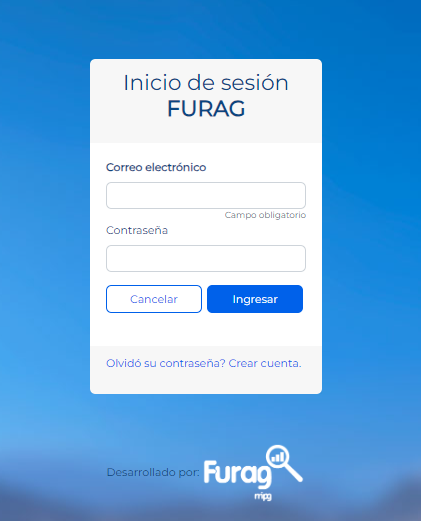 Inicio de sesión
FURAG
Correo electrónico
Campo obligatorio
Contraseña
Cancelar
Ingresar
Olvidó su contraseña? Crear cuenta.
Desarrollado por: Furag
mipg